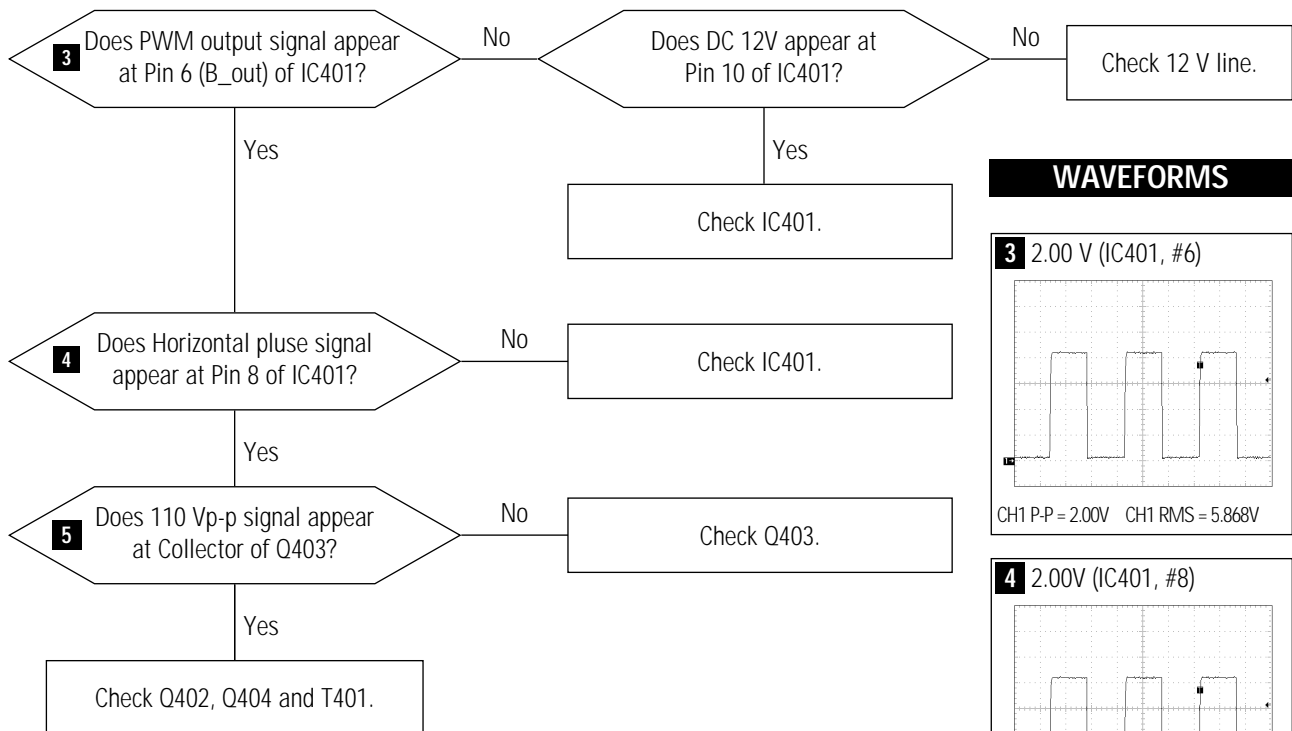 3 Does PWM output signal appear
at Pin 6 (B_out) of IC401?
No
Does DC 12V appear at
Pin 10 of IC401?
No
Check 12 V line.
Yes
Yes
Check IC401.
4 Does Horizontal pluse signal
appear at Pin 8 of IC401?
No
Check IC401.
Yes
5 Does 110 Vp-p signal appear
at Collector of Q403?
No
Check Q403.
Yes
Check Q402, Q404 and T401.
WAVEFORMS
3 2.00 V (IC401, #6)
1
CH1 P-P = 2.00V CH1 RMS = 5.868V
4 2.00V (IC401, #8)